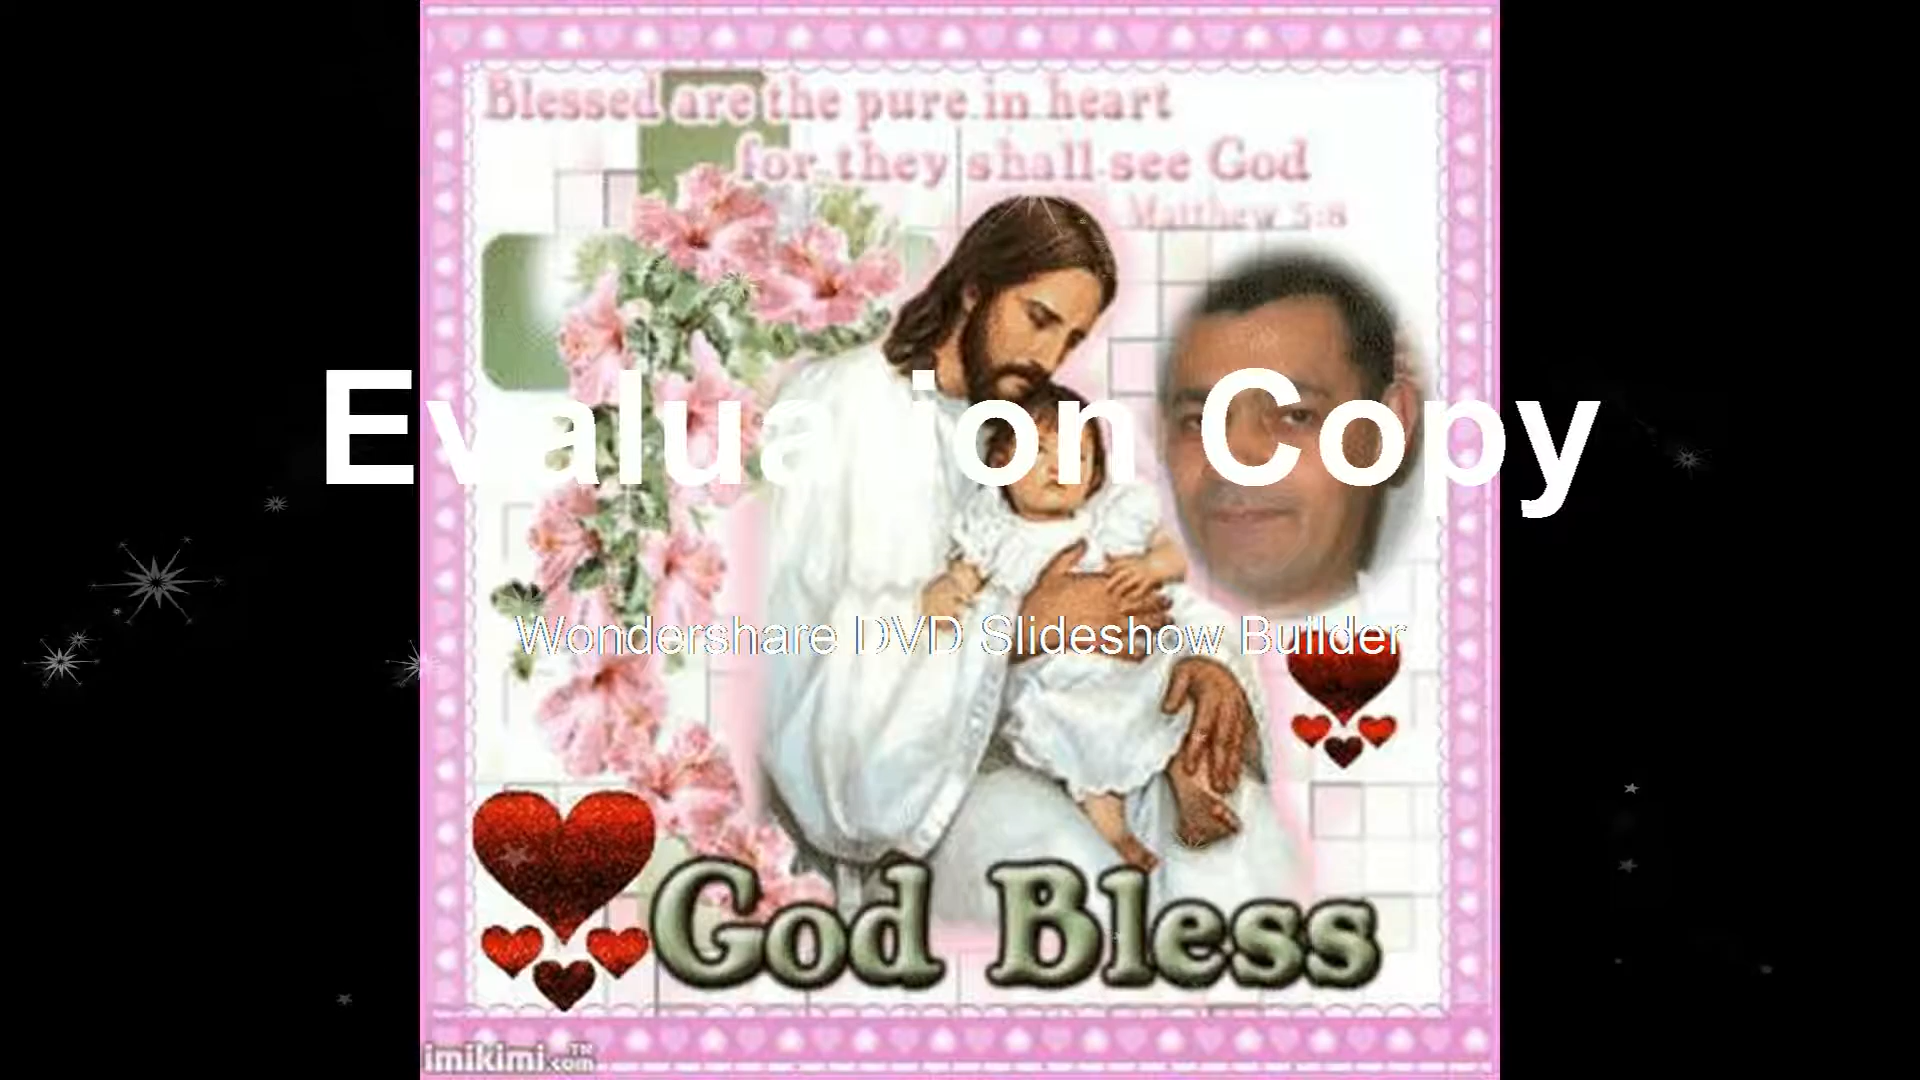 Blessed are the pure in heart
for they shall see God
Matthew 5:8
Evaluation Copy
Wondershare DVD Slideshow Builder
God Bless
imikimi.com™